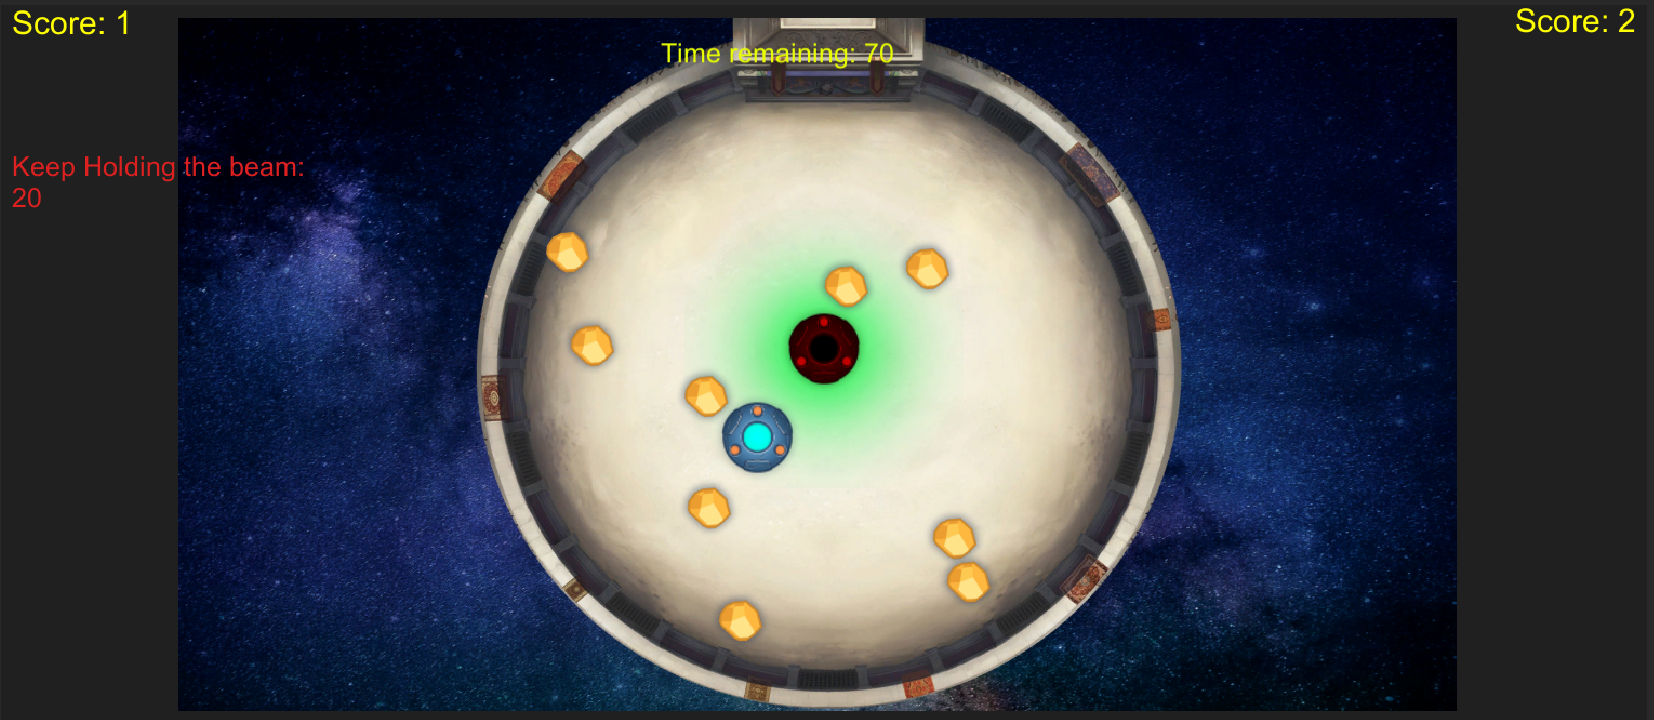 Score: 1
Score: 2
Time remaining: 70
Keep Holding the beam:
20